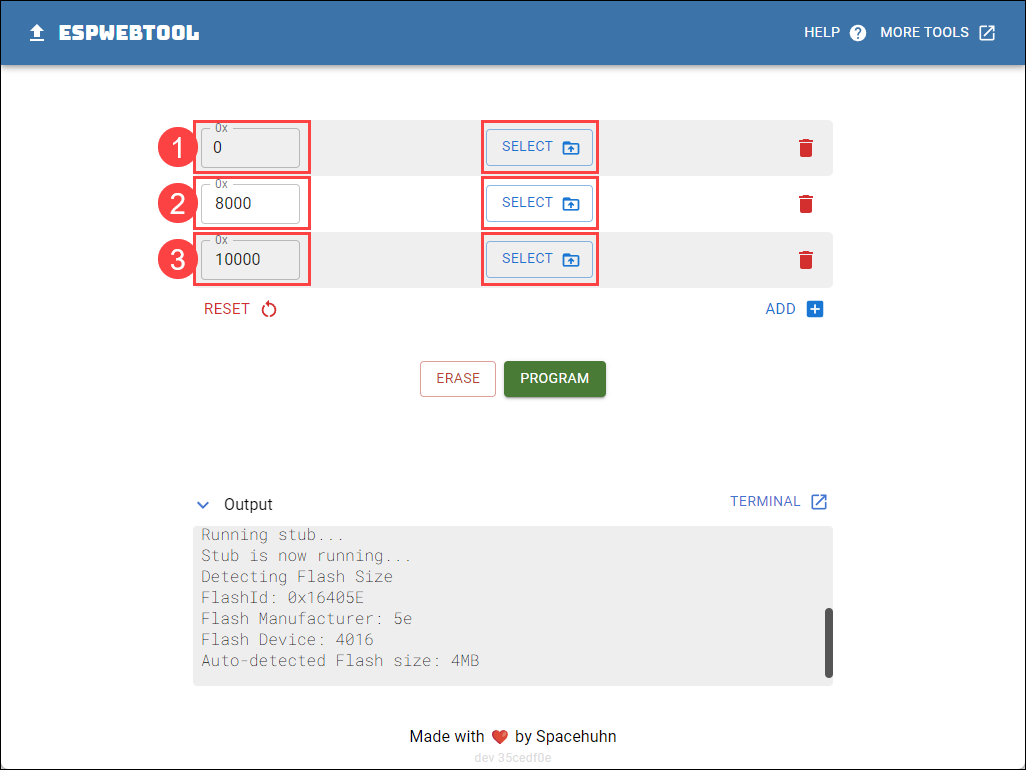 ESPWEBTOOL HELP ? MORE TOOLS
1 0x 0 SELECT
2 0x 8000 SELECT
3 0x 10000 SELECT
RESET ADD
ERASE PROGRAM
Output TERMINAL
Running stub...
Stub is now running...
Detecting Flash Size
FlashId: 0x16405E
Flash Manufacturer: 5e
Flash Device: 4016
Auto-detected Flash size: 4MB
Made with ❤️ by Spacehuhn
dev 35cedf0e